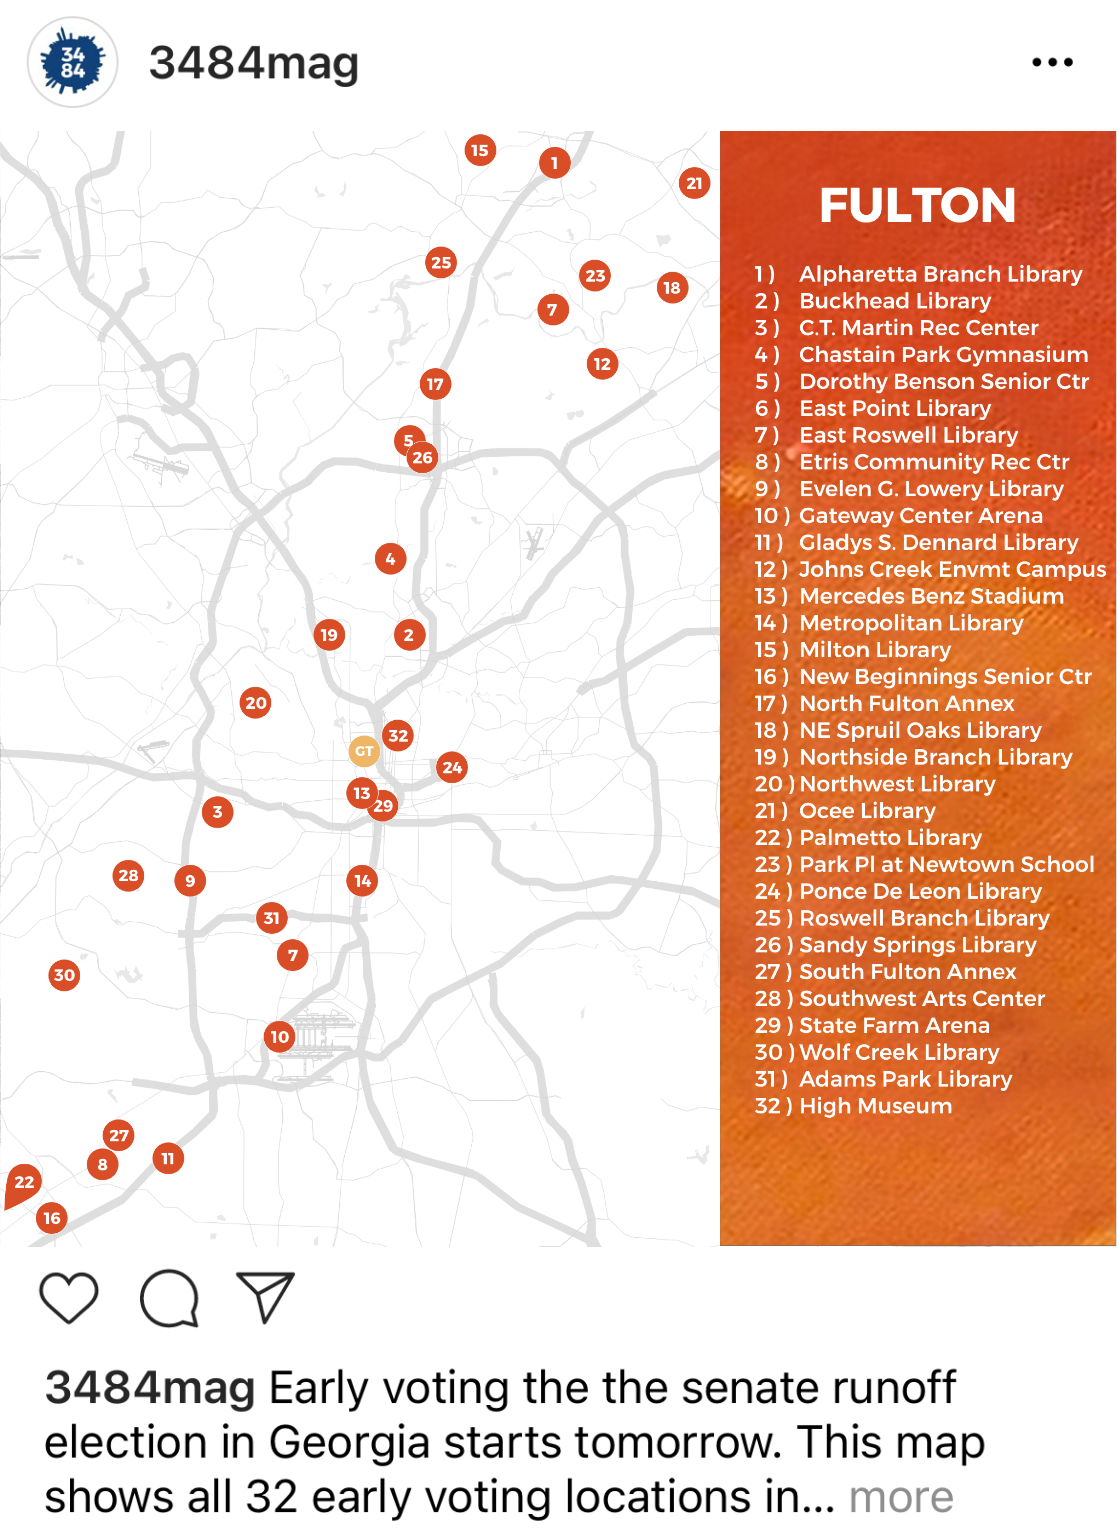 34
84
3484mag
15
1
21
25
23
18
7
12
17
5
26
4
19
2
20
32
GT
24
13
29
3
28
9
14
31
7
30
10
27
8
11
22
16
FULTON
1) Alpharetta Branch Library
2) Buckhead Library
3) C.T. Martin Rec Center
4) Chastain Park Gymnasium
5) Dorothy Benson Senior Ctr
6) East Point Library
7) East Roswell Library
8) Etris Community Rec Ctr
9) Evelen G. Lowery Library
10) Gateway Center Arena
11) Gladys S. Dennard Library
12) Johns Creek Envmt Campus
13) Mercedes Benz Stadium
14) Metropolitan Library
15) Milton Library
16) New Beginnings Senior Ctr
17) North Fulton Annex
18) NE Spruil Oaks Library
19) Northside Branch Library
20) Northwest Library
21) Ocee Library
22) Palmetto Library
23) Park Pl at Newtown School
24) Ponce De Leon Library
25) Roswell Branch Library
26) Sandy Springs Library
27) South Fulton Annex
28) Southwest Arts Center
29) State Farm Arena
30) Wolf Creek Library
31) Adams Park Library
32) High Museum
3484mag Early voting the the senate runoff
election in Georgia starts tomorrow. This map
shows all 32 early voting locations in... more